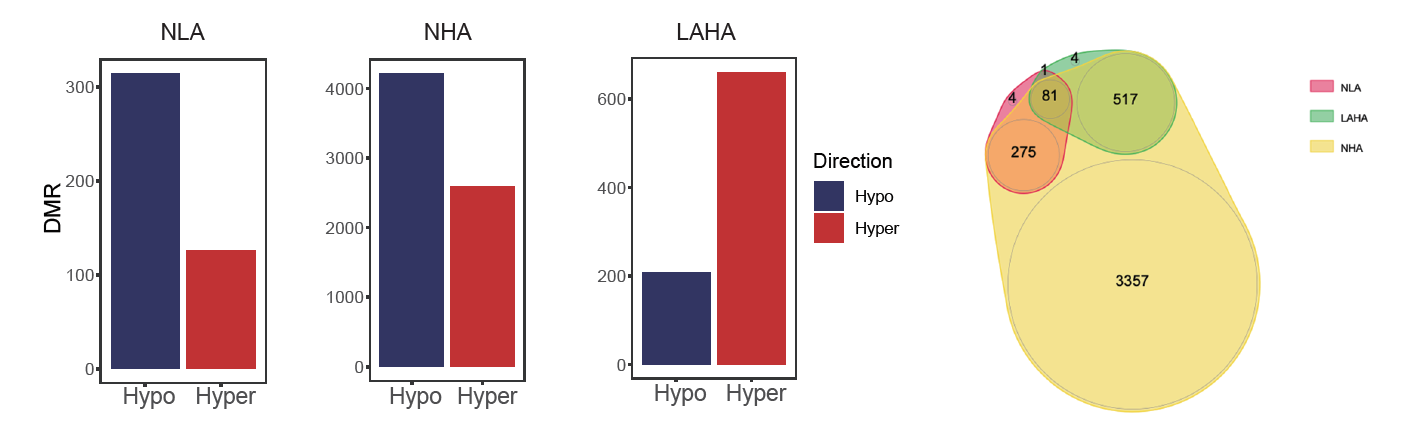 NLA
NHA
LAHA
DMR
300
200
100
0
Hypo Hyper
4000
3000
2000
1000
0
Hypo Hyper
600
400
200
0
Hypo Hyper
Direction
Hypo
Hyper
4
1
4
81
517
275
3357
NLA
LAHA
NHA